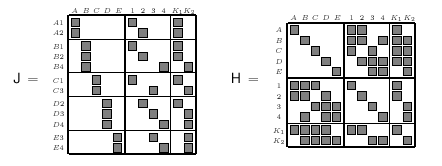 A B C D E 1 2 3 4 K1 K2
A1
A2
B1
B2
B4
J =
C1
C3
D2
D3
D4
E3
E4
A B C D E 1 2 3 4 K1 K2
A
B
C
D
E
H =
1
2
3
4
K1
K2